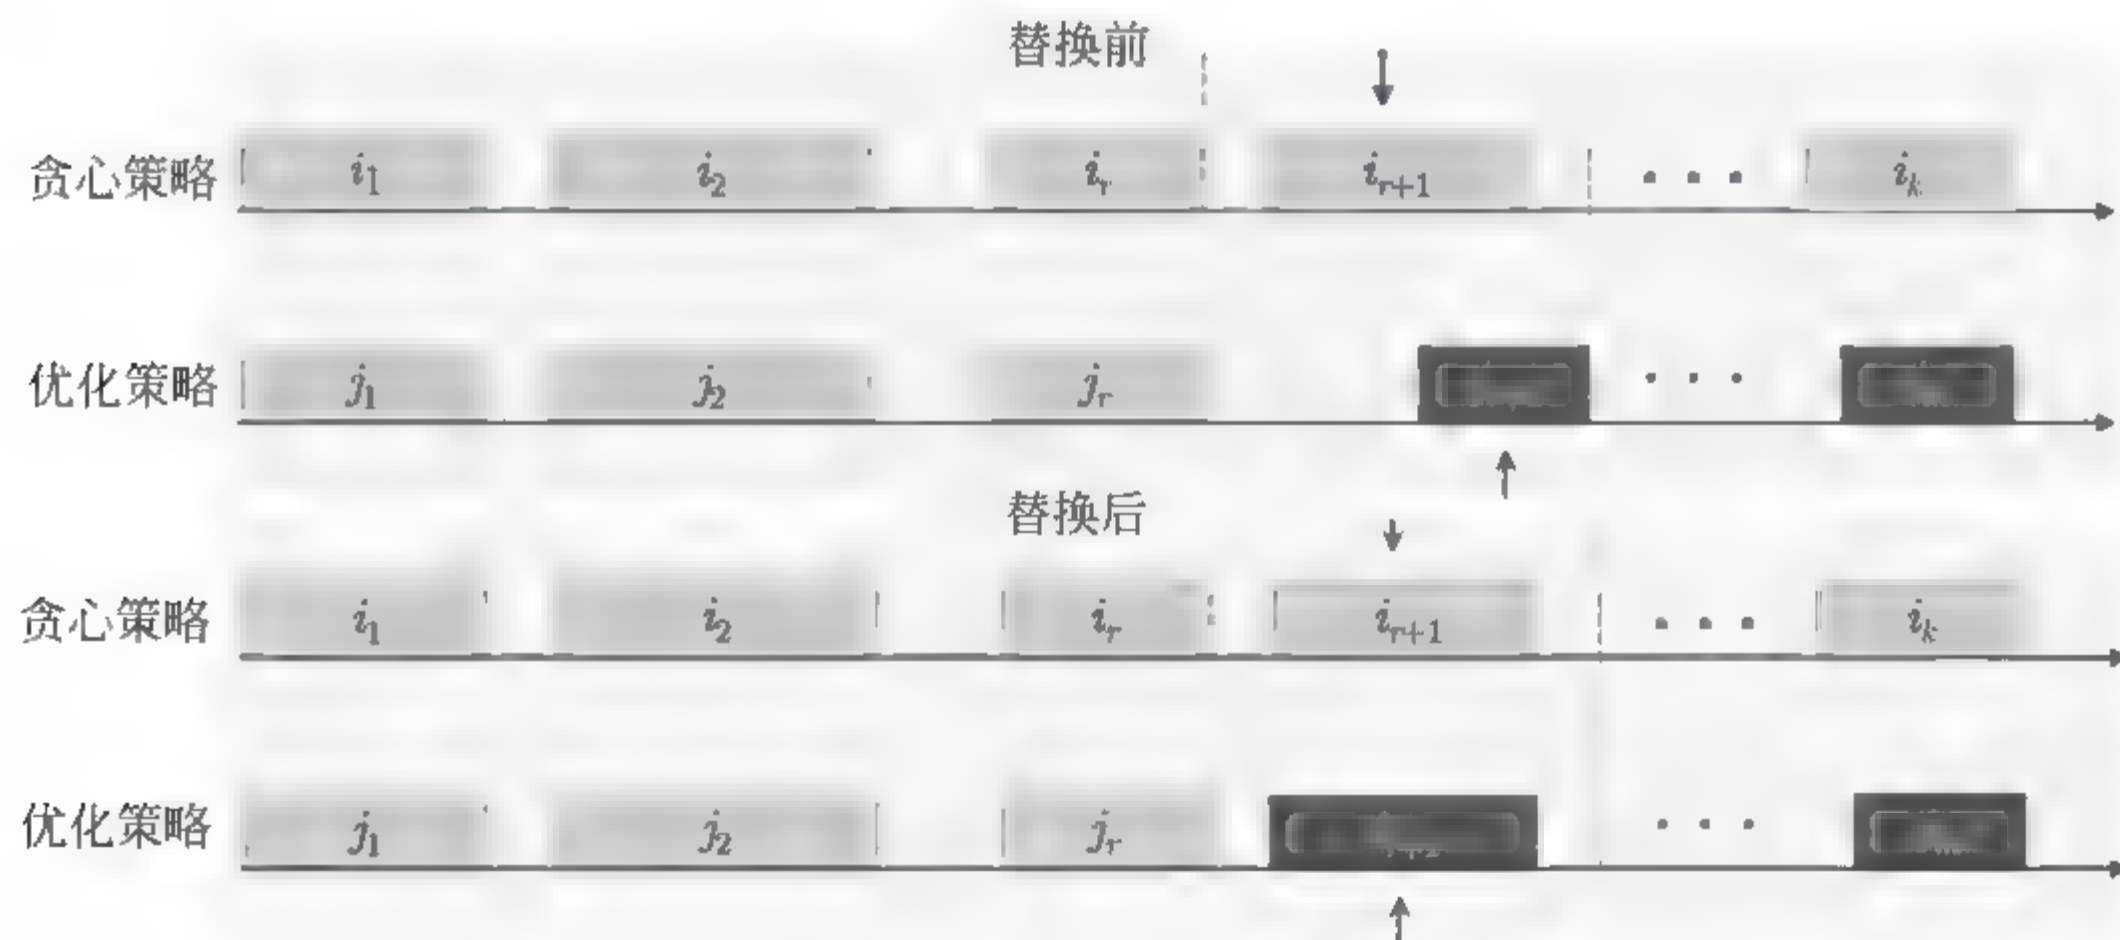 替换前
贪心策略 i₁ i₂ iᵣ iᵣ₊₁ ... iₖ
优化策略 j₁ j₂ jᵣ ...
替换后
贪心策略 i₁ i₂ iᵣ iᵣ₊₁ ... iₖ
优化策略 j₁ j₂ jᵣ ...